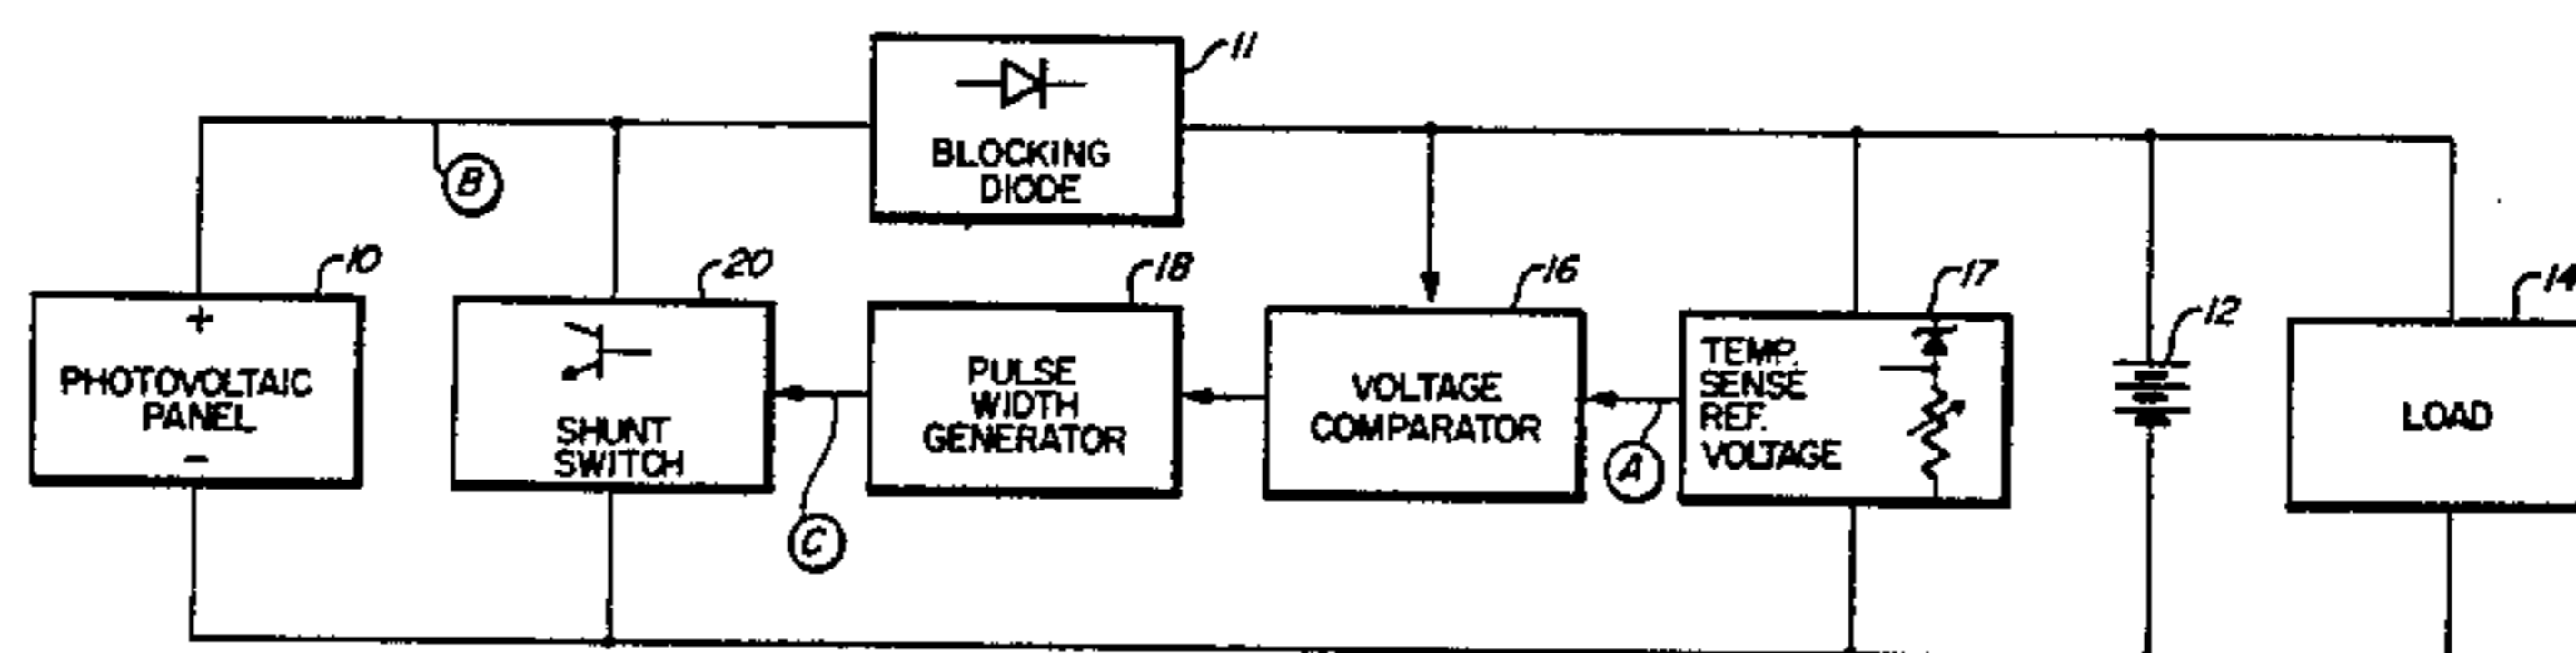 11
BLOCKING
DIODE
B
10
+
PHOTOVOLTAIC
PANEL
−
20
SHUNT
SWITCH
C
18
PULSE
WIDTH
GENERATOR
16
VOLTAGE
COMPARATOR
A
17
TEMP.
SENSE
REF.
VOLTAGE
12
14
LOAD